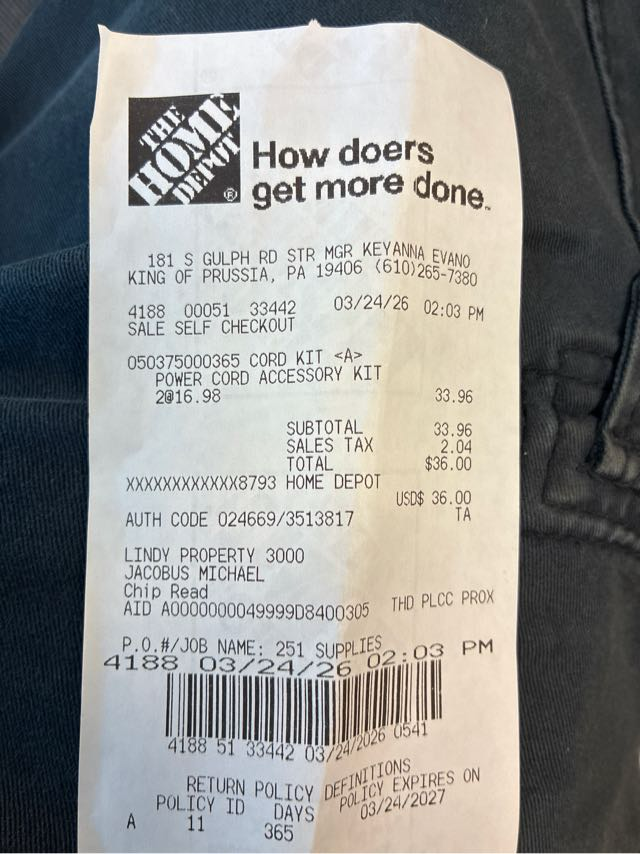 THE
HOME
DEPOT
®
How doers
get more done.™
181 S GULPH RD STR MGR KEYANNA EVANO
KING OF PRUSSIA, PA 19406 (610)265-7380
4188 00051 33442 03/24/26 02:03 PM
SALE SELF CHECKOUT
050375000365 CORD KIT <A>
POWER CORD ACCESSORY KIT
2@16.98 33.96
SUBTOTAL 33.96
SALES TAX 2.04
TOTAL $36.00
XXXXXXXXXXXX8793 HOME DEPOT
USD$ 36.00
AUTH CODE 024669/3513817 TA
LINDY PROPERTY 3000
JACOBUS MICHAEL
Chip Read
AID A0000000049999D8400305 THD PLCC PROX
P.O.#/JOB NAME: 251 SUPPLIES
4188 03/24/26 02:03 PM
4188 51 33442 03/24/2026 0541
RETURN POLICY DEFINITIONS
POLICY ID DAYS POLICY EXPIRES ON
A 11 365 03/24/2027